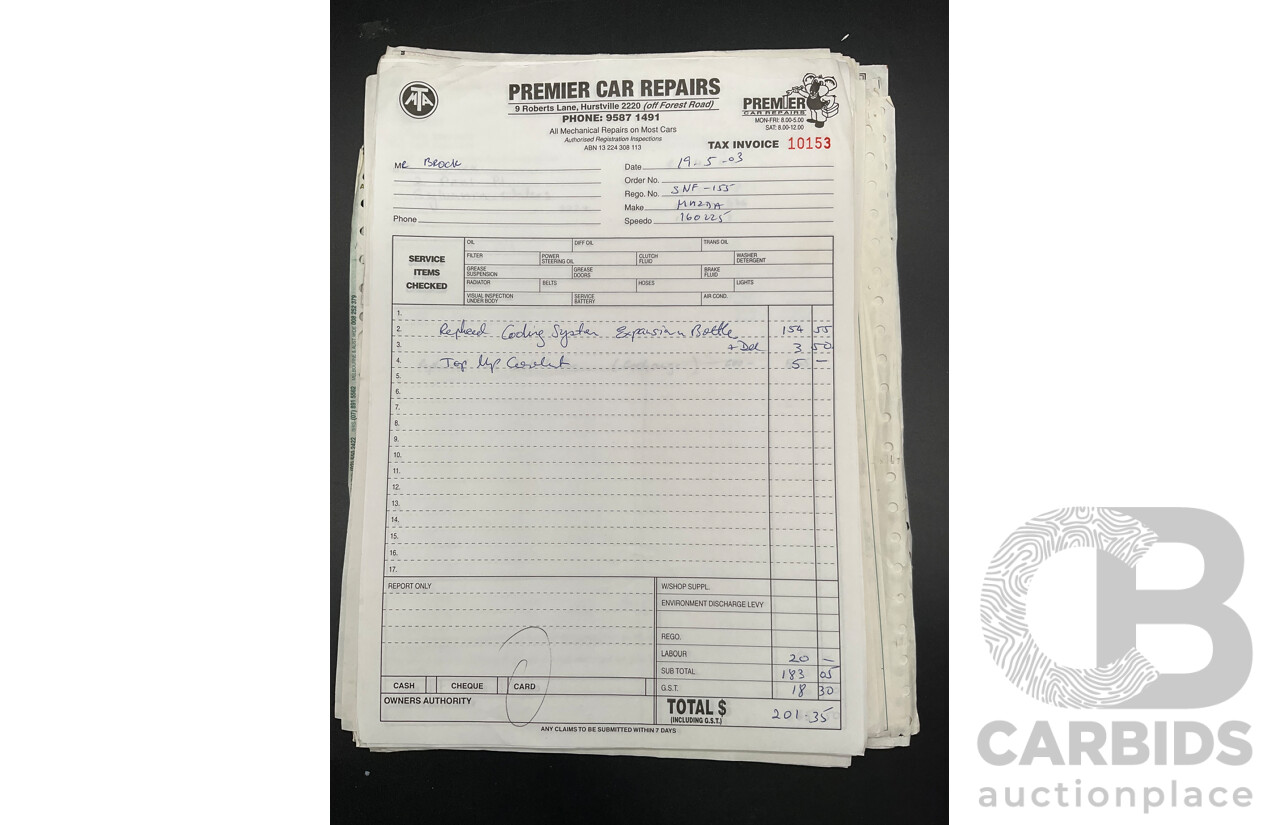 MTA
PREMIER CAR REPAIRS
9 Roberts Lane, Hurstville 2220 (off Forest Road)
PHONE: 9587 1491
All Mechanical Repairs on Most Cars
Authorised Registration Inspections
ABN 13 224 308 113
PREMIER
CAR REPAIRS
MON-FRI: 8.00-5.00
SAT: 8.00-12.00
TAX INVOICE 10153
MR Brock
Date 19.5-03
Order No.
Rego. No. SNF-155
Make MAZDA
Phone
Speedo 160225
SERVICE ITEMS CHECKED
OIL DIFF OIL TRANS OIL
FILTER POWER STEERING OIL CLUTCH FLUID WASHER DETERGENT
GREASE SUSPENSION GREASE DOORS BRAKE FLUID
RADIATOR BELTS HOSES LIGHTS
VISUAL INSPECTION UNDER BODY SERVICE BATTERY AIR COND.
1.
2. Replaced Cooling System Expansion Bottle 154 55
3. + Del 3 50
4. Top Up Coolant 5 —
5.
6.
7.
8.
9.
10.
11.
12.
13.
14.
15.
16.
17.
REPORT ONLY
W/SHOP SUPPL.
ENVIRONMENT DISCHARGE LEVY
REGO.
LABOUR 20 —
SUB TOTAL 183 05
G.S.T. 18 30
CASH CHEQUE CARD
OWNERS AUTHORITY
TOTAL $ 201-35
(INCLUDING G.S.T.)
ANY CLAIMS TO BE SUBMITTED WITHIN 7 DAYS
CB
CARBIDS
auctionplace